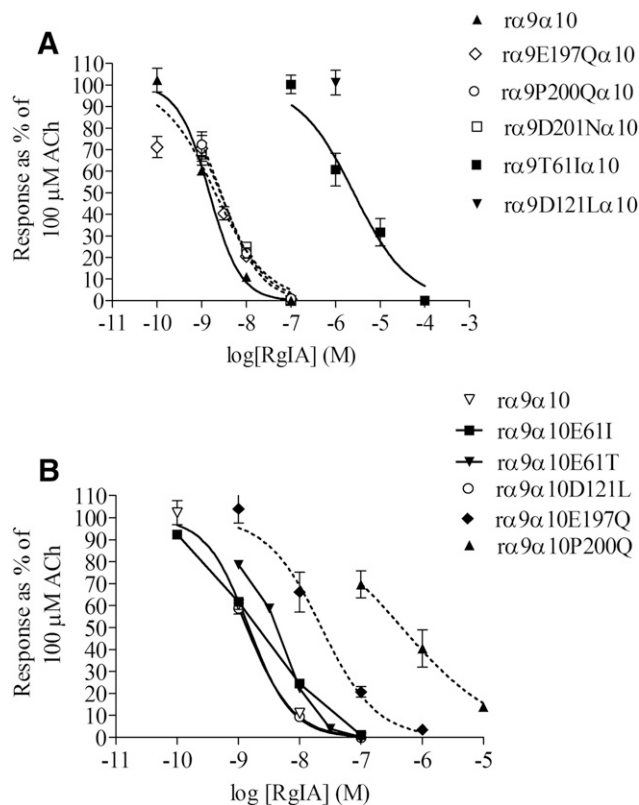 A
rα9α10
rα9E197Qα10
rα9P200Qα10
rα9D201Nα10
rα9T61Iα10
rα9D121Lα10
Response as % of
100 µM ACh
110
100
90
80
70
60
50
40
30
20
10
0
-11 -10 -9 -8 -7 -6 -5 -4 -3
log[RgIA] (M)
B
rα9α10
rα9α10E61I
rα9α10E61T
rα9α10D121L
rα9α10E197Q
rα9α10P200Q
Response as % of
100 µM ACh
110
100
90
80
70
60
50
40
30
20
10
0
-11 -10 -9 -8 -7 -6 -5
log [RgIA] (M)